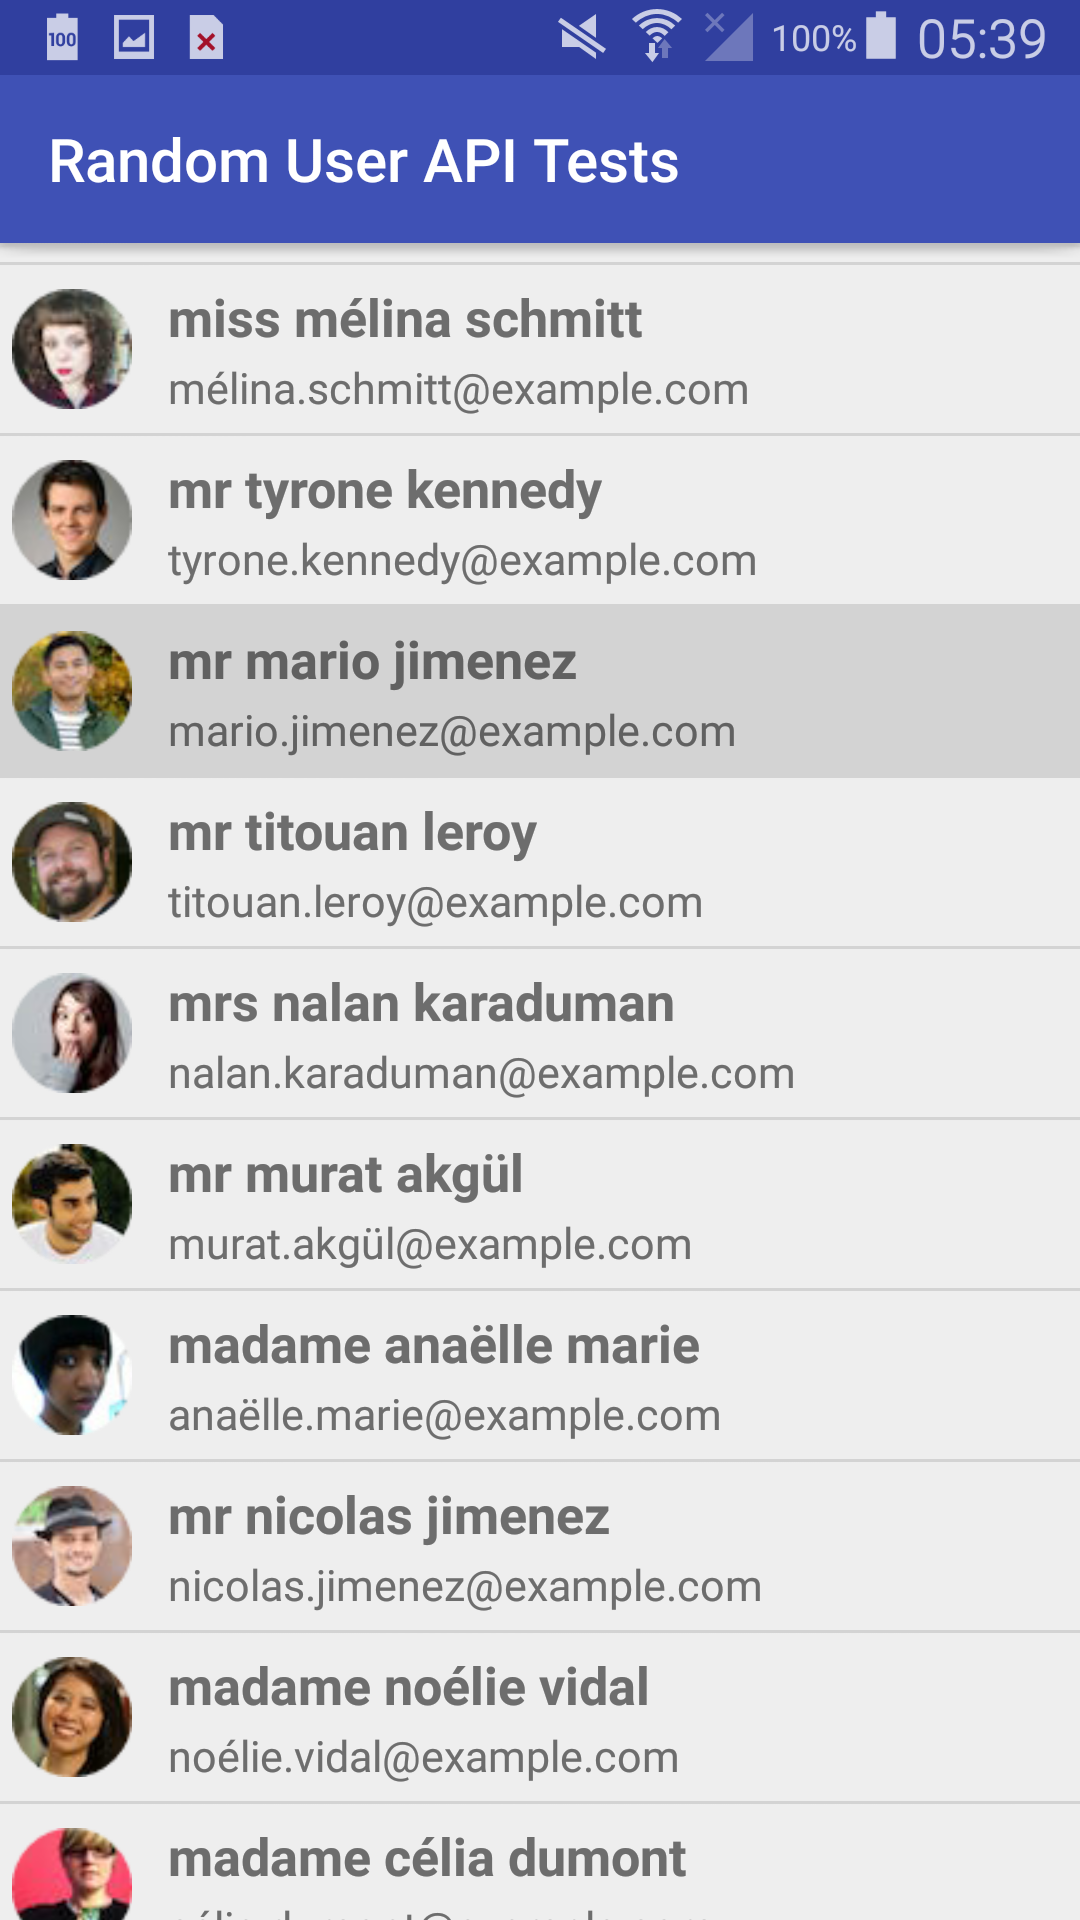 100 100% 05:39
Random User API Tests
miss mélina schmitt
mélina.schmitt@example.com
mr tyrone kennedy
tyrone.kennedy@example.com
mr mario jimenez
mario.jimenez@example.com
mr titouan leroy
titouan.leroy@example.com
mrs nalan karaduman
nalan.karaduman@example.com
mr murat akgül
murat.akgül@example.com
madame anaëlle marie
anaëlle.marie@example.com
mr nicolas jimenez
nicolas.jimenez@example.com
madame noélie vidal
noélie.vidal@example.com
madame célia dumont